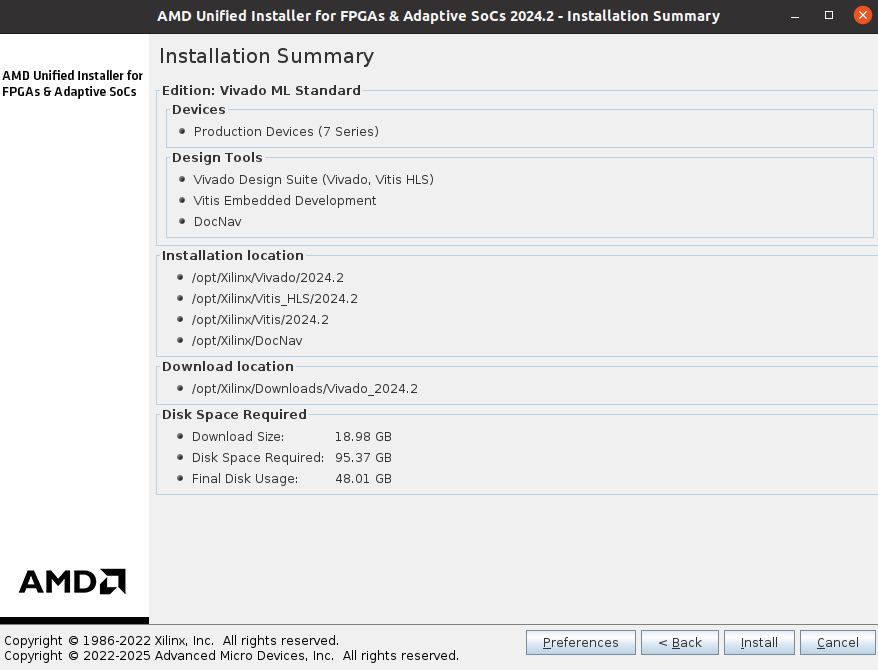 AMD Unified Installer for FPGAs & Adaptive SoCs 2024.2 - Installation Summary
AMD Unified Installer for
FPGAs & Adaptive SoCs
Installation Summary
Edition: Vivado ML Standard
Devices
Production Devices (7 Series)
Design Tools
Vivado Design Suite (Vivado, Vitis HLS)
Vitis Embedded Development
DocNav
Installation location
/opt/Xilinx/Vivado/2024.2
/opt/Xilinx/Vitis_HLS/2024.2
/opt/Xilinx/Vitis/2024.2
/opt/Xilinx/DocNav
Download location
/opt/Xilinx/Downloads/Vivado_2024.2
Disk Space Required
Download Size: 18.98 GB
Disk Space Required: 95.37 GB
Final Disk Usage: 48.01 GB
AMD
Copyright © 1986-2022 Xilinx, Inc. All rights reserved.
Copyright © 2022-2025 Advanced Micro Devices, Inc. All rights reserved.
Preferences < Back Install Cancel